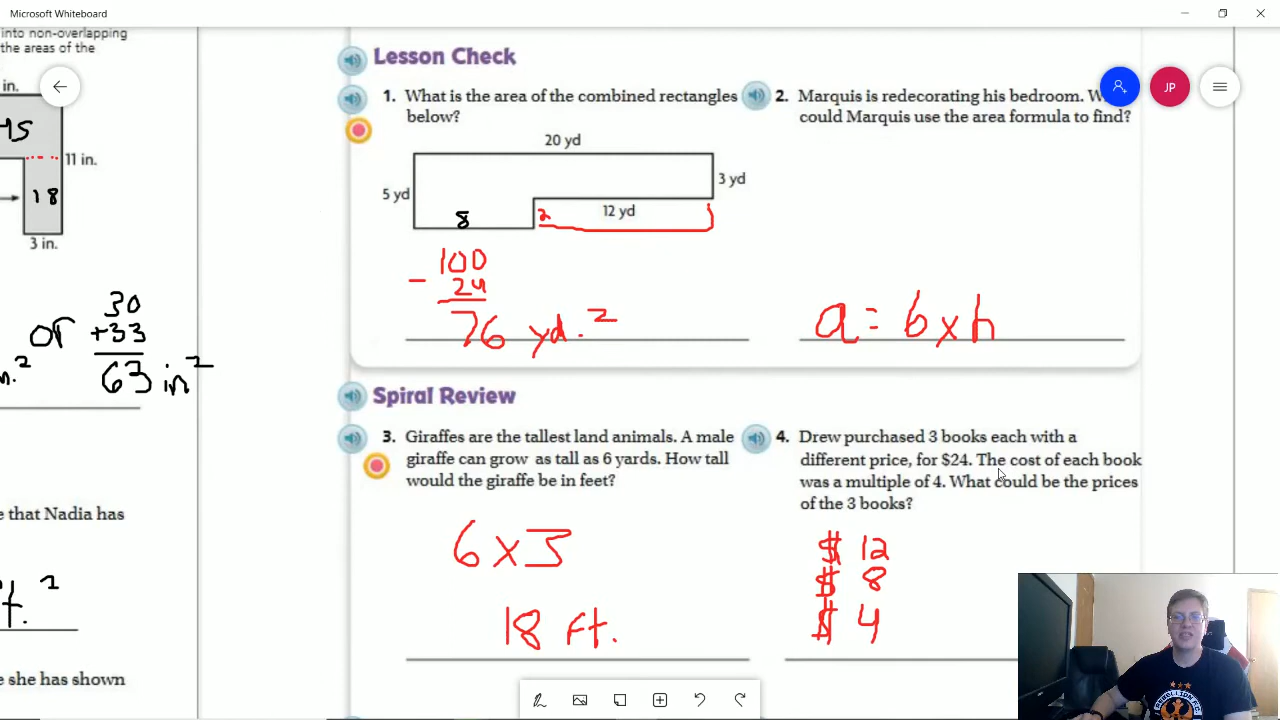 Microsoft Whiteboard
into non-overlapping
the areas of the
in.
45
11 in.
18
3 in.
or
30
+33
63 in²
n.²
e that Nadia has
ft.²
e she has shown
Lesson Check
1. What is the area of the combined rectangles
below?
20 yd
5 yd
3 yd
12 yd
8
2
100
- 24
76 yd.²
2. Marquis is redecorating his bedroom. W
could Marquis use the area formula to find?
JP
a = b x h
Spiral Review
3. Giraffes are the tallest land animals. A male
giraffe can grow as tall as 6 yards. How tall
would the giraffe be in feet?
6 x 3
18 ft.
4. Drew purchased 3 books each with a
different price, for $24. The cost of each book
was a multiple of 4. What could be the prices
of the 3 books?
$ 12
$ 8
$ 4